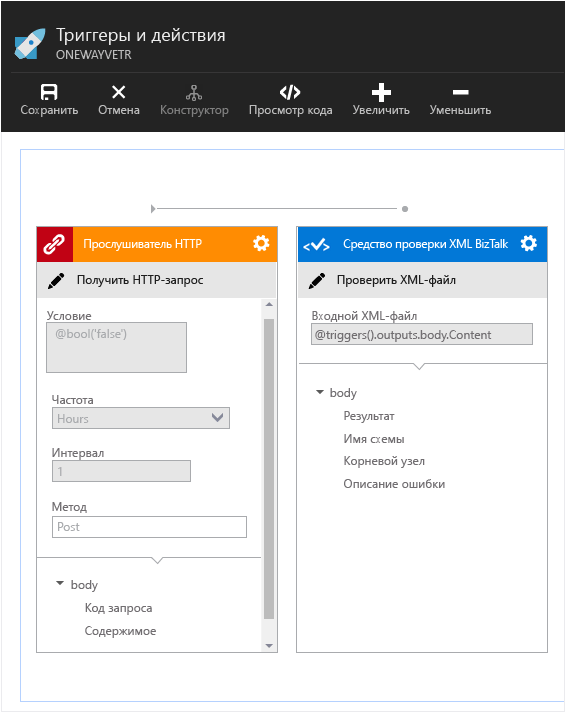 Триггеры и действия
ONEWAYVETR
Сохранить Отмена Конструктор Просмотр кода Увеличить Уменьшить
Прослушиватель HTTP
Получить HTTP-запрос
Условие
@bool('false')
Частота
Hours
Интервал
1
Метод
Post
body
Код запроса
Содержимое
Средство проверки XML BizTalk
Проверить XML-файл
Входной XML-файл
@triggers().outputs.body.Content
body
Результат
Имя схемы
Корневой узел
Описание ошибки